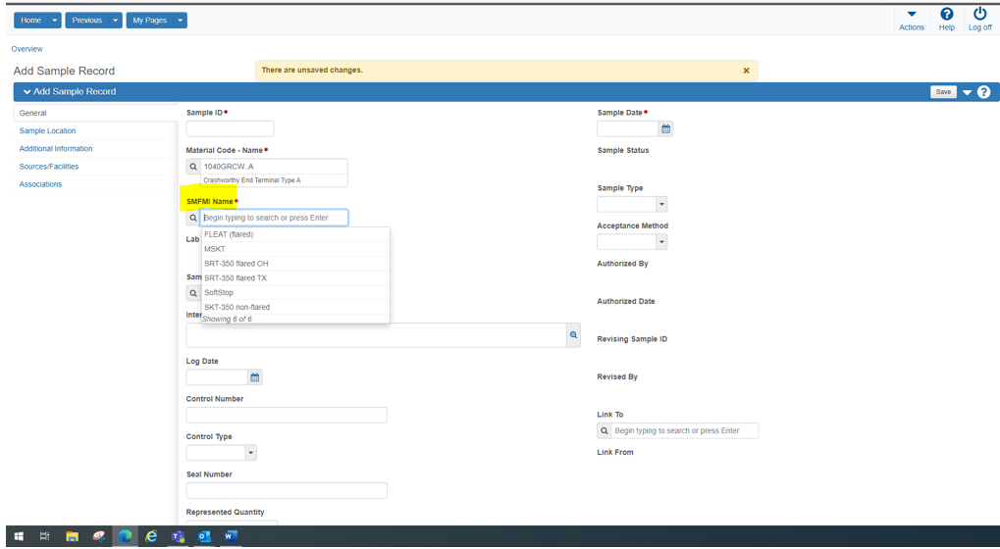 Home Previous My Pages
Actions Help Log off
Overview
Add Sample Record
There are unsaved changes. ×
Add Sample Record Save ?
General
Sample Location
Additional Information
Sources/Facilities
Associations
Sample ID*
Material Code - Name*
1040GRCW..A
Crashworthy End Terminal Type A
SMFMI Name*
Begin typing to search or press Enter
FLEAT (flared)
MSKT
SRT-350 flared OH
SRT-350 flared TX
SoftStop
SKT-350 non-flared
Showing 6 of 6
Lab
Sam
Inter
Log Date
Control Number
Control Type
Seal Number
Represented Quantity
Sample Date*
Sample Status
Sample Type
Acceptance Method
Authorized By
Authorized Date
Revising Sample ID
Revised By
Link To
Begin typing to search or press Enter
Link From